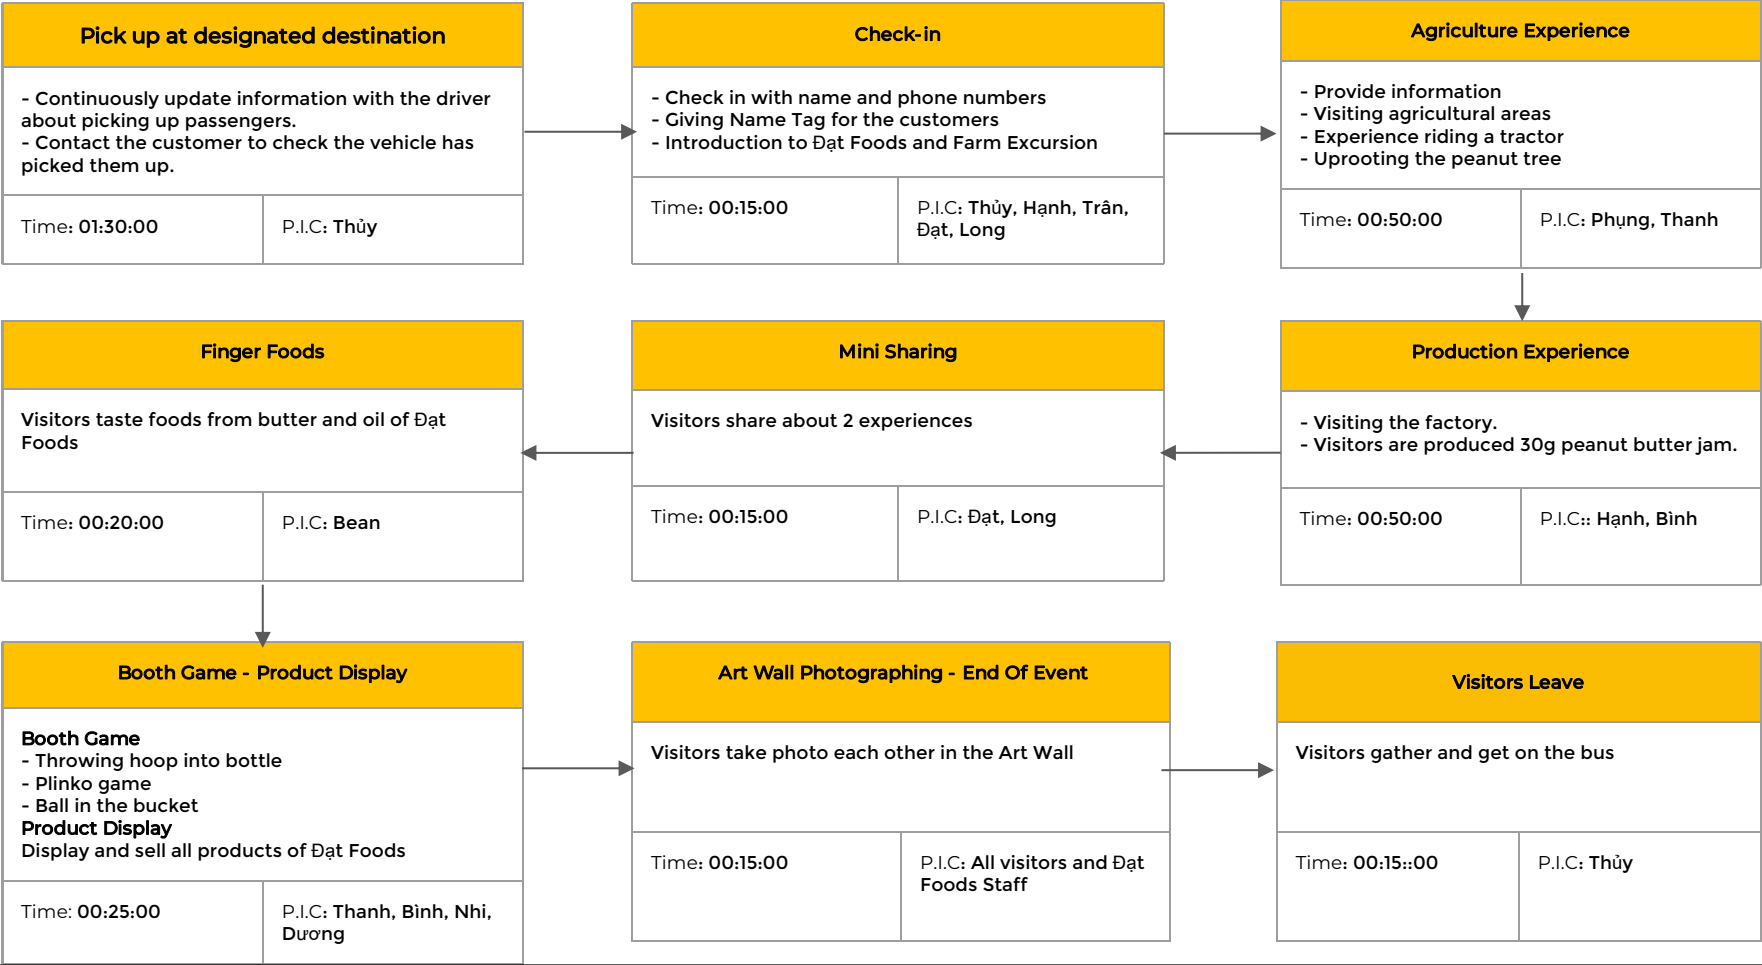 Pick up at designated destination
- Continuously update information with the driver
about picking up passengers.
- Contact the customer to check the vehicle has
picked them up.
Time: 01:30:00
P.I.C: Thủy
Check-in
- Check in with name and phone numbers
- Giving Name Tag for the customers
- Introduction to Đạt Foods and Farm Excursion
Time: 00:15:00
P.I.C: Thủy, Hạnh, Trân,
Đạt, Long
Agriculture Experience
- Provide information
- Visiting agricultural areas
- Experience riding a tractor
- Uprooting the peanut tree
Time: 00:50:00
P.I.C: Phụng, Thanh
Production Experience
- Visiting the factory.
- Visitors are produced 30g peanut butter jam.
Time: 00:50:00
P.I.C:: Hạnh, Bình
Mini Sharing
Visitors share about 2 experiences
Time: 00:15:00
P.I.C: Đạt, Long
Finger Foods
Visitors taste foods from butter and oil of Đạt
Foods
Time: 00:20:00
P.I.C: Bean
Booth Game - Product Display
Booth Game
- Throwing hoop into bottle
- Plinko game
- Ball in the bucket
Product Display
Display and sell all products of Đạt Foods
Time: 00:25:00
P.I.C: Thanh, Bình, Nhi,
Dương
Art Wall Photographing - End Of Event
Visitors take photo each other in the Art Wall
Time: 00:15:00
P.I.C: All visitors and Đạt
Foods Staff
Visitors Leave
Visitors gather and get on the bus
Time: 00:15::00
P.I.C: Thủy